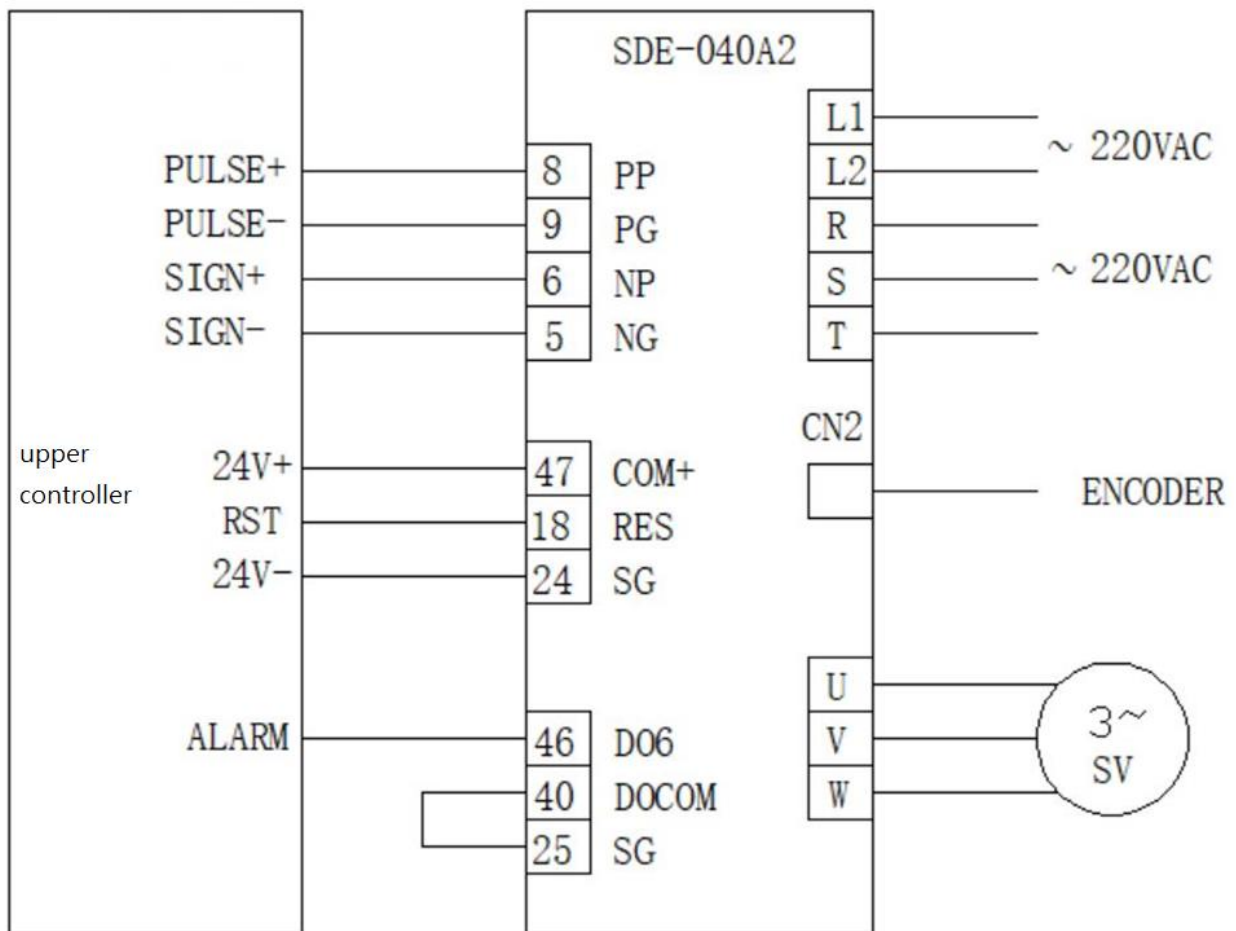 SDE-040A2
L1
L2
~ 220VAC
R
S
T
~ 220VAC
PULSE+ 8 PP
PULSE- 9 PG
SIGN+ 6 NP
SIGN- 5 NG
CN2
ENCODER
upper
controller
24V+ 47 COM+
RST 18 RES
24V- 24 SG
ALARM 46 DO6
40 DOCOM
25 SG
U
V
W
3~
SV